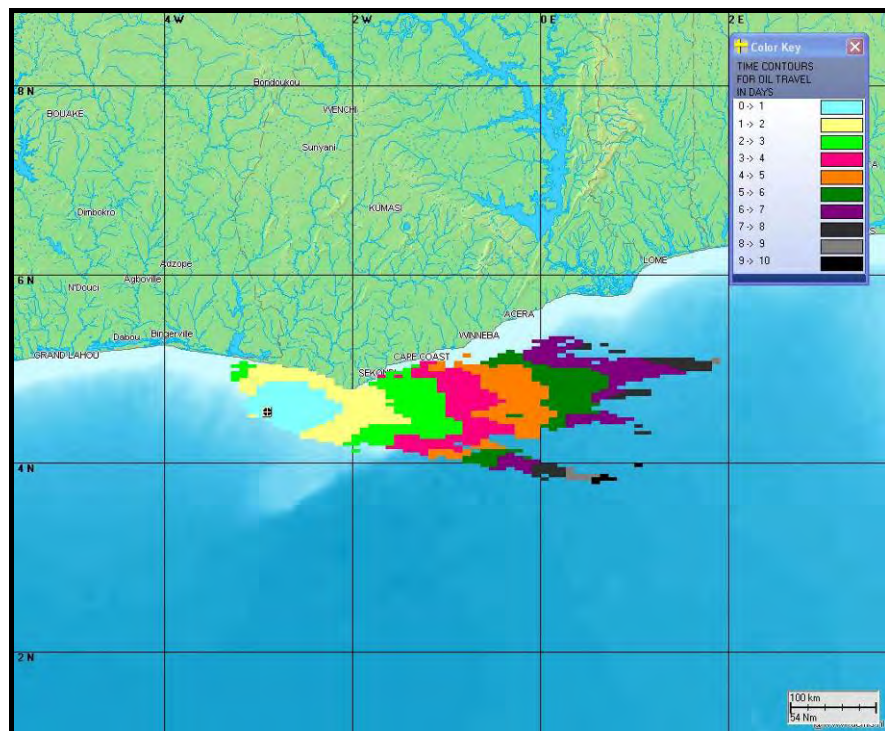 4 W
2 W
0 E
2 E
Color Key
TIME CONTOURS
FOR OIL TRAVEL
IN DAYS
0 -> 1
1 -> 2
2 -> 3
3 -> 4
4 -> 5
5 -> 6
6 -> 7
7 -> 8
8 -> 9
9 -> 10
8 N
Bondoukou
BOUAKE
WENCHI
Sunyani
KUMASI
Dimbokro
6 N
Adzope
Agboville
N'Douci
LOME
ACERA
Dabou
Bingerville
WINNEBA
GRAND LAHOU
CAPE COAST
4 N
2 N
100 km
54 Nm